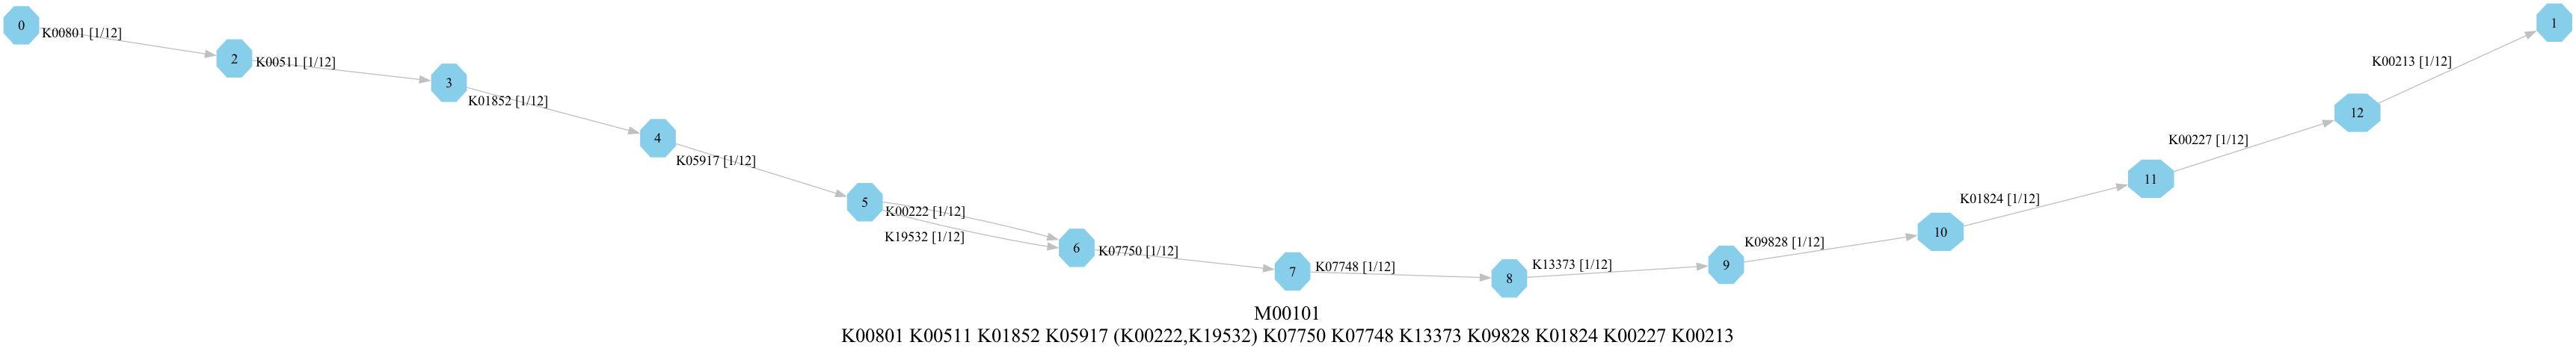 0
K00801 [1/12]
2
K00511 [1/12]
3
K01852 [1/12]
4
K05917 [1/12]
5
K00222 [1/12]
K19532 [1/12]
6
K07750 [1/12]
7
K07748 [1/12]
8
K13373 [1/12]
9
K09828 [1/12]
10
K01824 [1/12]
11
K00227 [1/12]
12
K00213 [1/12]
1
M00101
K00801 K00511 K01852 K05917 (K00222,K19532) K07750 K07748 K13373 K09828 K01824 K00227 K00213